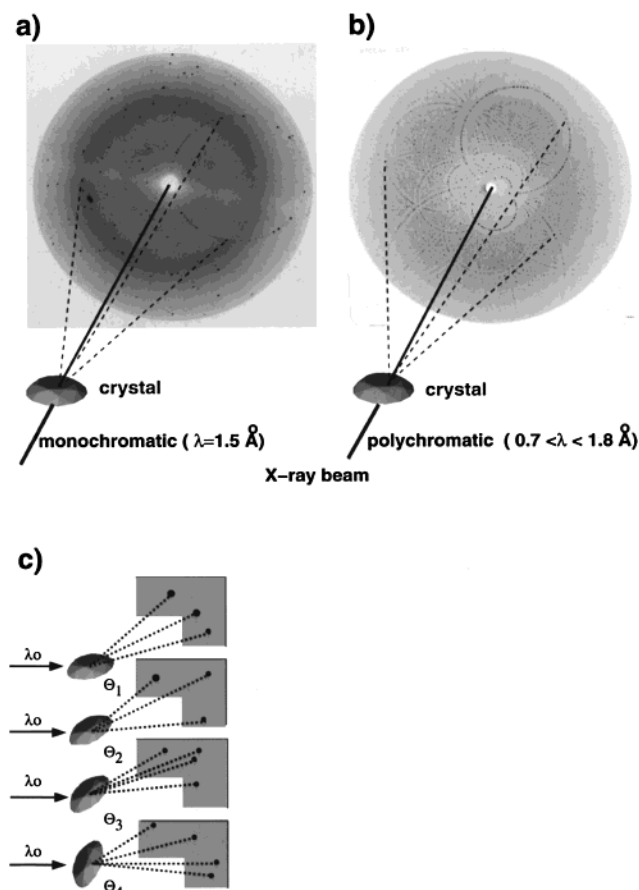 a)
b)
crystal
crystal
monochromatic ( λ=1.5 Å )
polychromatic ( 0.7 <λ < 1.8 Å )
X-ray beam
c)
λo
Θ1
λo
Θ2
λo
Θ3
λo